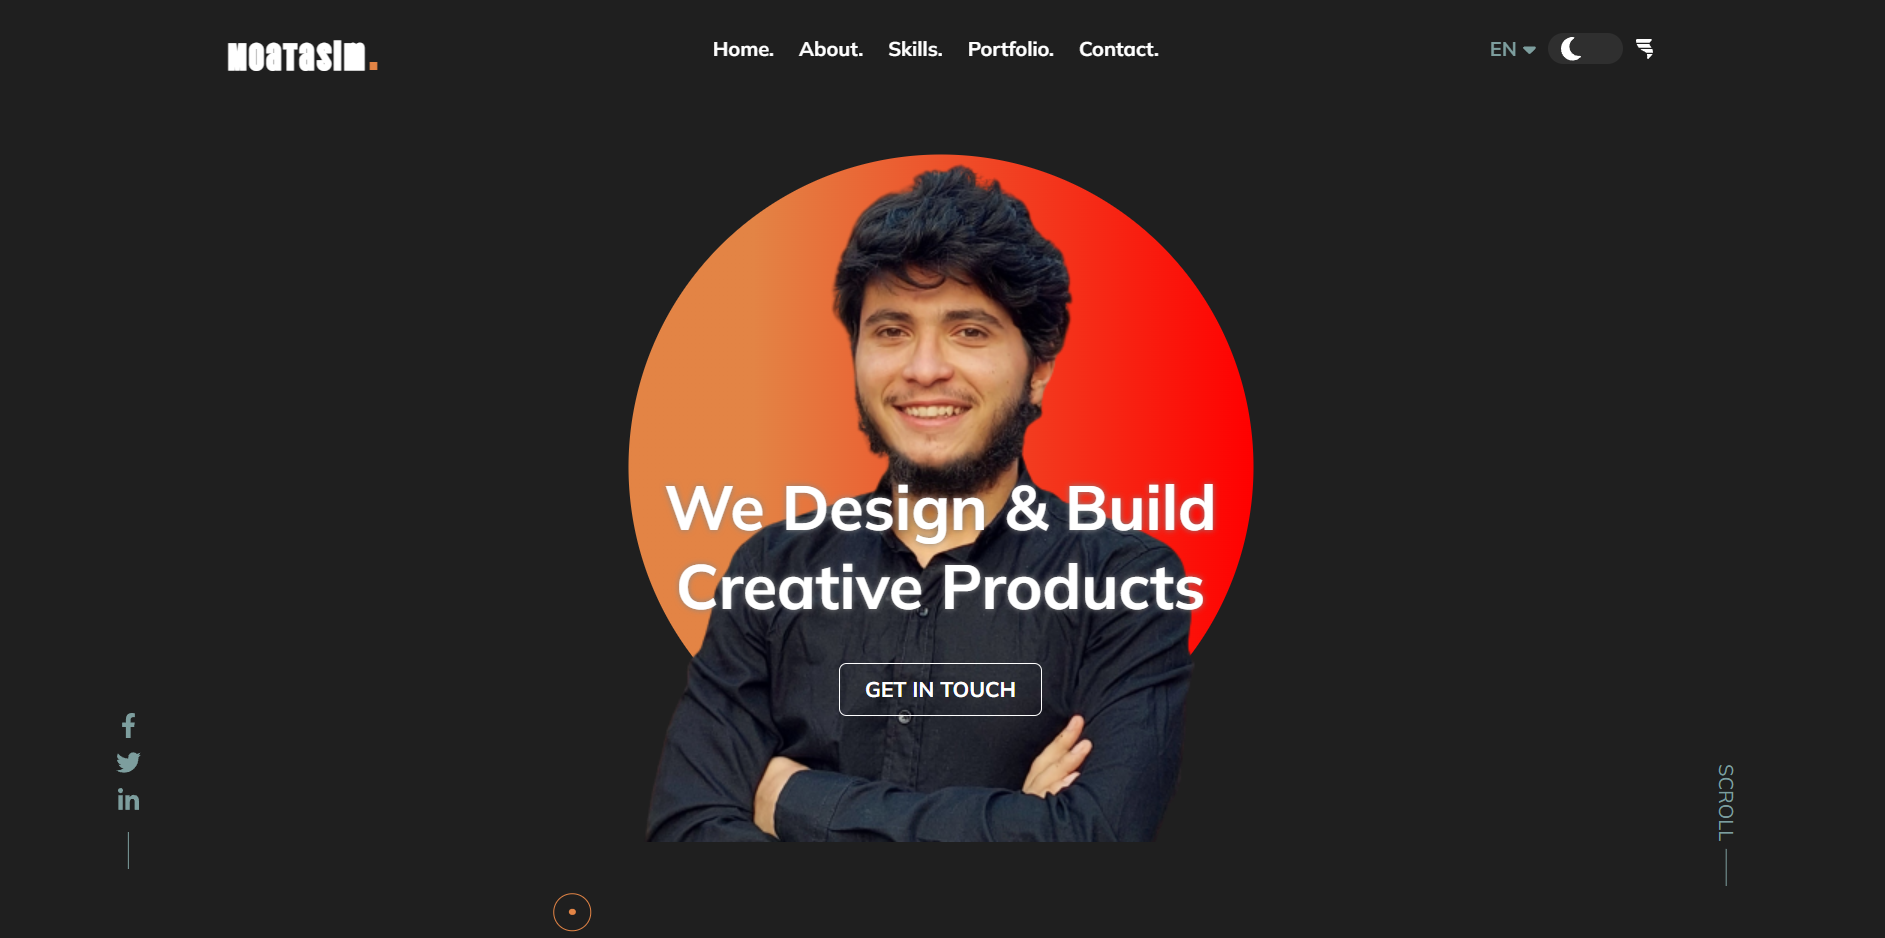 MOATASIM.
Home. About. Skills. Portfolio. Contact.
EN
We Design & Build
Creative Products
GET IN TOUCH
SCROLL